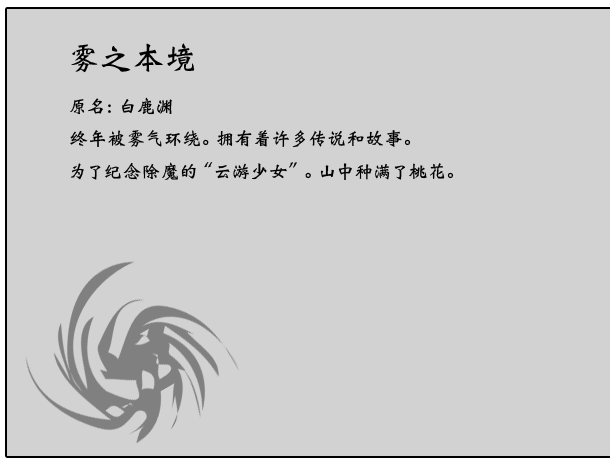 雾之本境
原名：白鹿渊
终年被雾气环绕。拥有着许多传说和故事。
为了纪念除魔的“云游少女”。山中种满了桃花。